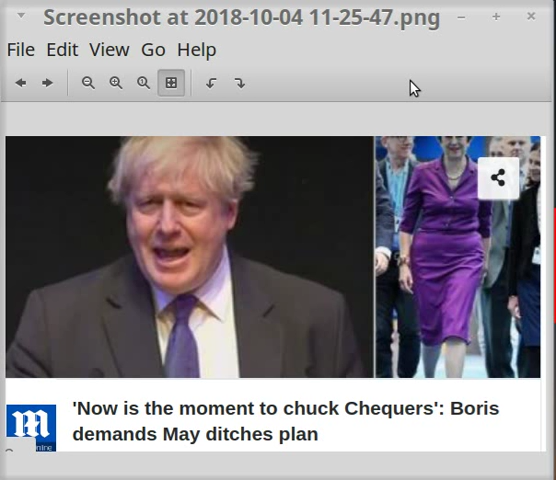 Screenshot at 2018-10-04 11-25-47.png
File Edit View Go Help
'Now is the moment to chuck Chequers': Boris
demands May ditches plan
m
nline